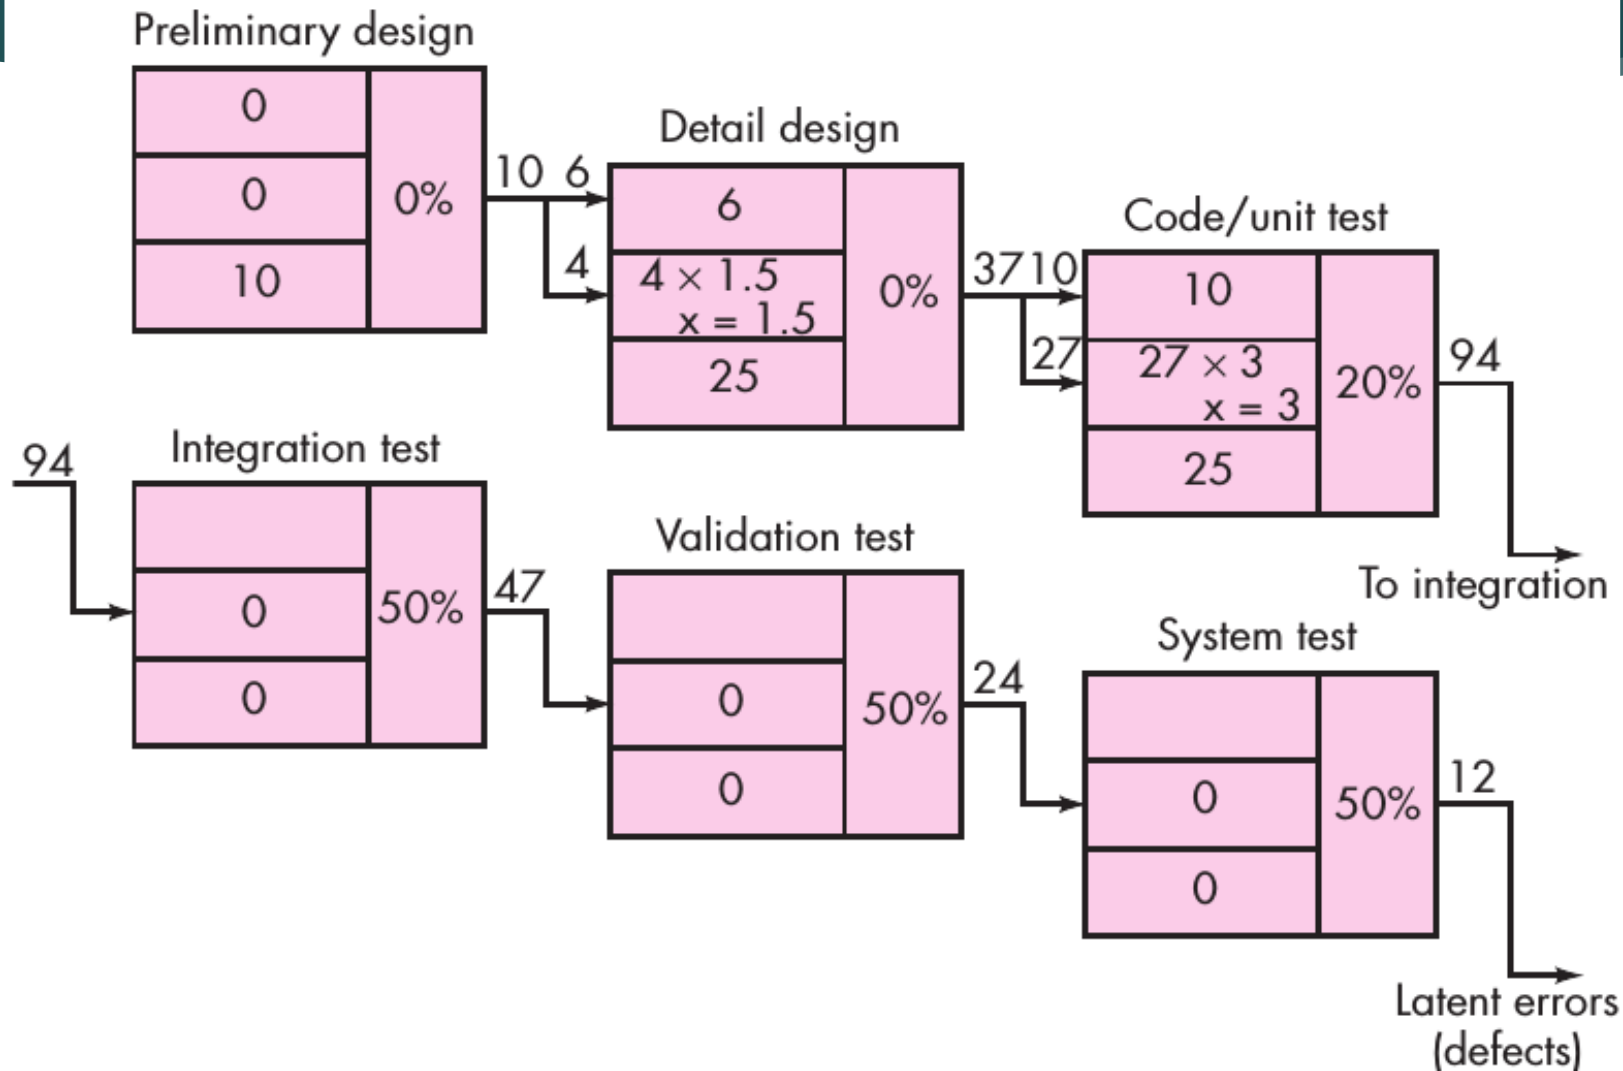 Preliminary design
0
0
10
0%
10 6
4
Detail design
6
4 × 1.5
x = 1.5
25
0%
37 10
27
Code/unit test
10
27 × 3
x = 3
25
20%
94
To integration
94
Integration test
0
0
50%
47
Validation test
0
0
50%
24
System test
0
0
50%
12
Latent errors
(defects)